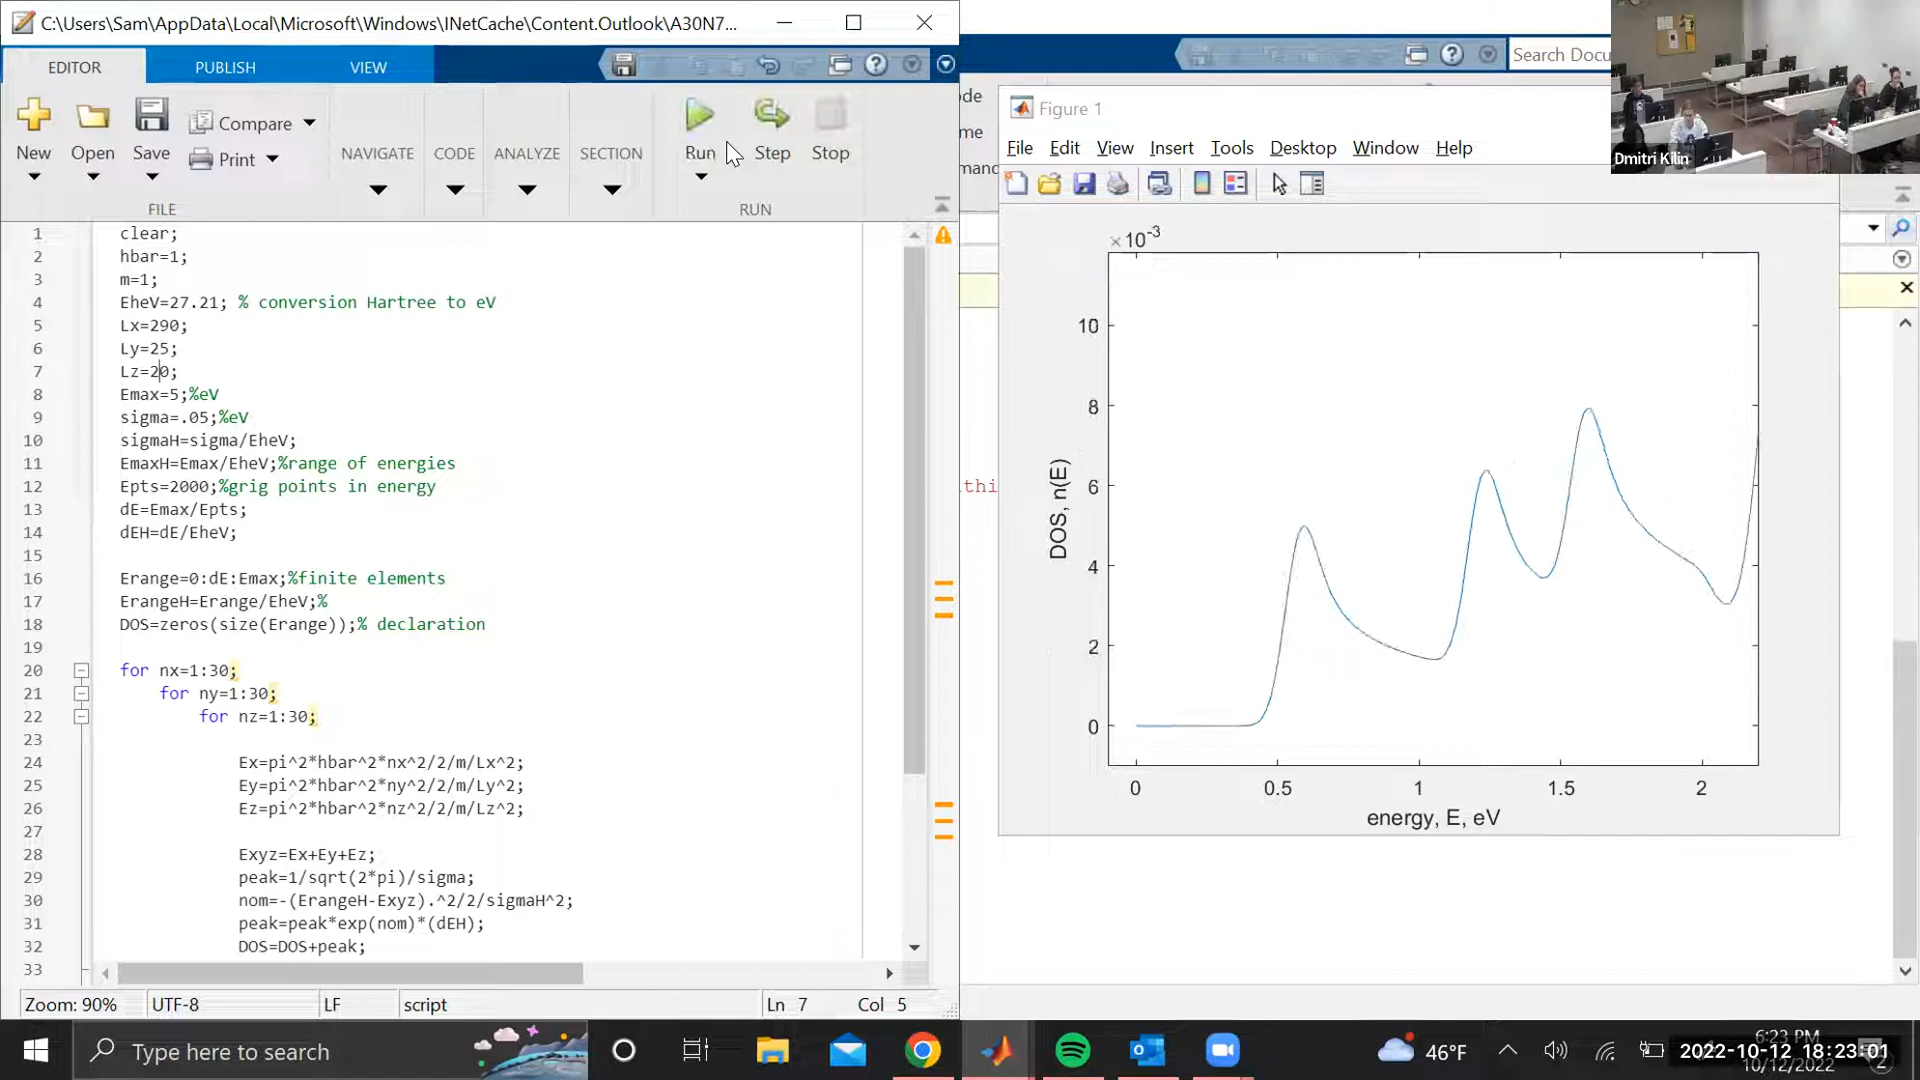 C:\Users\Sam\AppData\Local\Microsoft\Windows\INetCache\Content.Outlook\A30N7...
EDITOR
PUBLISH
VIEW
New
Open
Save
Compare
Print
NAVIGATE
CODE
ANALYZE
SECTION
Run
Step
Stop
FILE
RUN
1 clear;
2 hbar=1;
3 m=1;
4 EheV=27.21; % conversion Hartree to eV
5 Lx=290;
6 Ly=25;
7 Lz=20;
8 Emax=5;%eV
9 sigma=.05;%eV
10 sigmaH=sigma/EheV;
11 EmaxH=Emax/EheV;%range of energies
12 Epts=2000;%grig points in energy
13 dE=Emax/Epts;
14 dEH=dE/EheV;
15
16 Erange=0:dE:Emax;%finite elements
17 ErangeH=Erange/EheV;%
18 DOS=zeros(size(Erange));% declaration
19
20 for nx=1:30;
21 for ny=1:30;
22 for nz=1:30;
23
24 Ex=pi^2*hbar^2*nx^2/2/m/Lx^2;
25 Ey=pi^2*hbar^2*ny^2/2/m/Ly^2;
26 Ez=pi^2*hbar^2*nz^2/2/m/Lz^2;
27
28 Exyz=Ex+Ey+Ez;
29 peak=1/sqrt(2*pi)/sigma;
30 nom=-(ErangeH-Exyz).^2/2/sigmaH^2;
31 peak=peak*exp(nom)*(dEH);
32 DOS=DOS+peak;
33
Zoom: 90%
UTF-8
LF
script
Ln 7
Col 5
Search Docu
ode
me
mand
ithi
Figure 1
File Edit View Insert Tools Desktop Window Help
×10-3
10
8
6
4
2
0
DOS, n(E)
0 0.5 1 1.5 2
energy, E, eV
Dmitri Kilin
Type here to search
46°F
6:23 PM
10/12/2022
2022-10-12 18:23:01
2